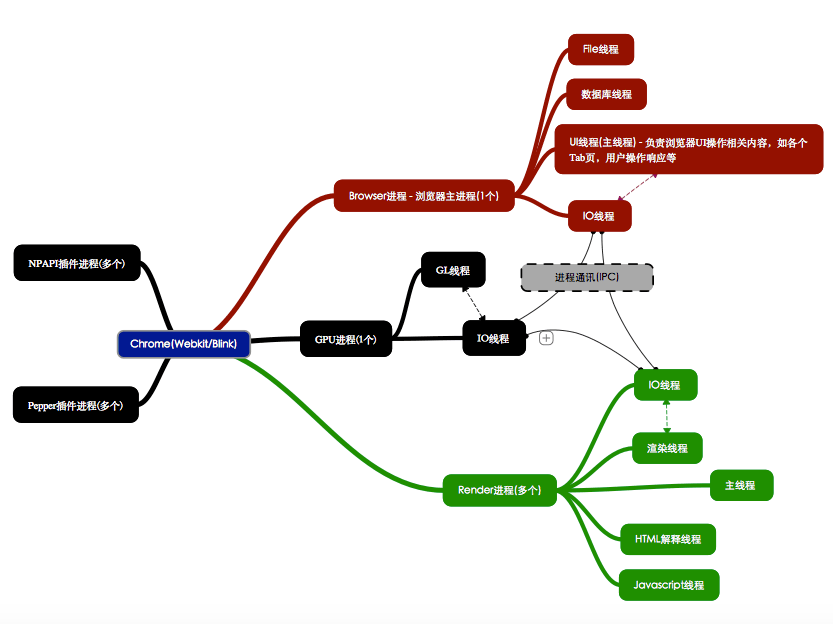 File线程
数据库线程
UI线程(主线程) - 负责浏览器UI操作相关内容，如各个
Tab页，用户操作响应等
Browser进程 - 浏览器主进程(1个)
IO线程
NPAPI插件进程(多个)
GL线程
进程通讯(IPC)
Chrome(Webkit/Blink)
GPU进程(1个)
IO线程
IO线程
Pepper插件进程(多个)
渲染线程
Render进程(多个)
主线程
HTML解释线程
Javascript线程